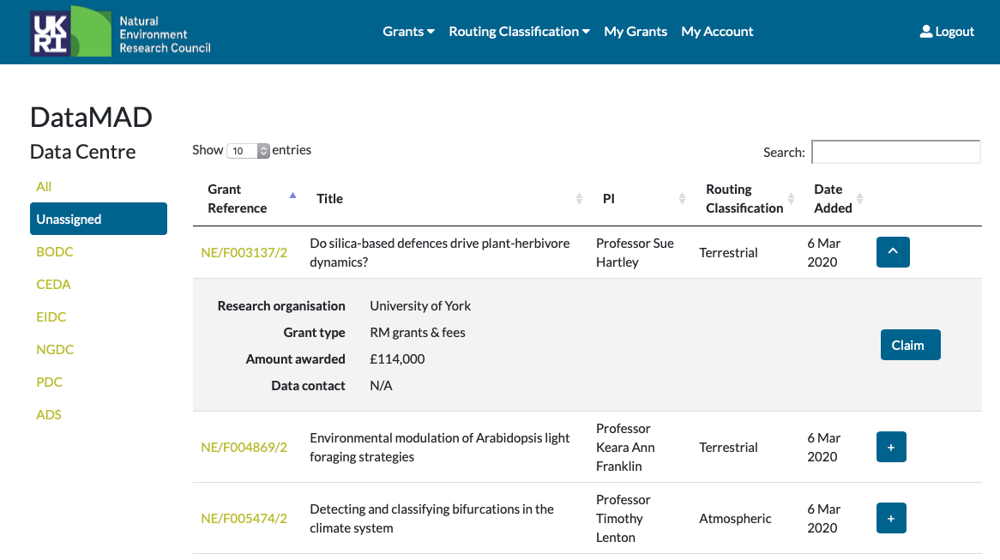 UK
RI
Natural
Environment
Research Council
Grants
Routing Classification
My Grants
My Account
Logout
DataMAD
Data Centre
Show 10 entries
Search:
All
Unassigned
BODC
CEDA
EIDC
NGDC
PDC
ADS
Grant
Reference
Title
PI
Routing
Classification
Date
Added
NE/F003137/2
Do silica-based defences drive plant-herbivore
dynamics?
Professor Sue
Hartley
Terrestrial
6 Mar
2020
Research organisation University of York
Grant type RM grants & fees
Amount awarded £114,000
Data contact N/A
Claim
NE/F004869/2
Environmental modulation of Arabidopsis light
foraging strategies
Professor
Keara Ann
Franklin
Terrestrial
6 Mar
2020
+
NE/F005474/2
Detecting and classifying bifurcations in the
climate system
Professor
Timothy
Lenton
Atmospheric
6 Mar
2020
+